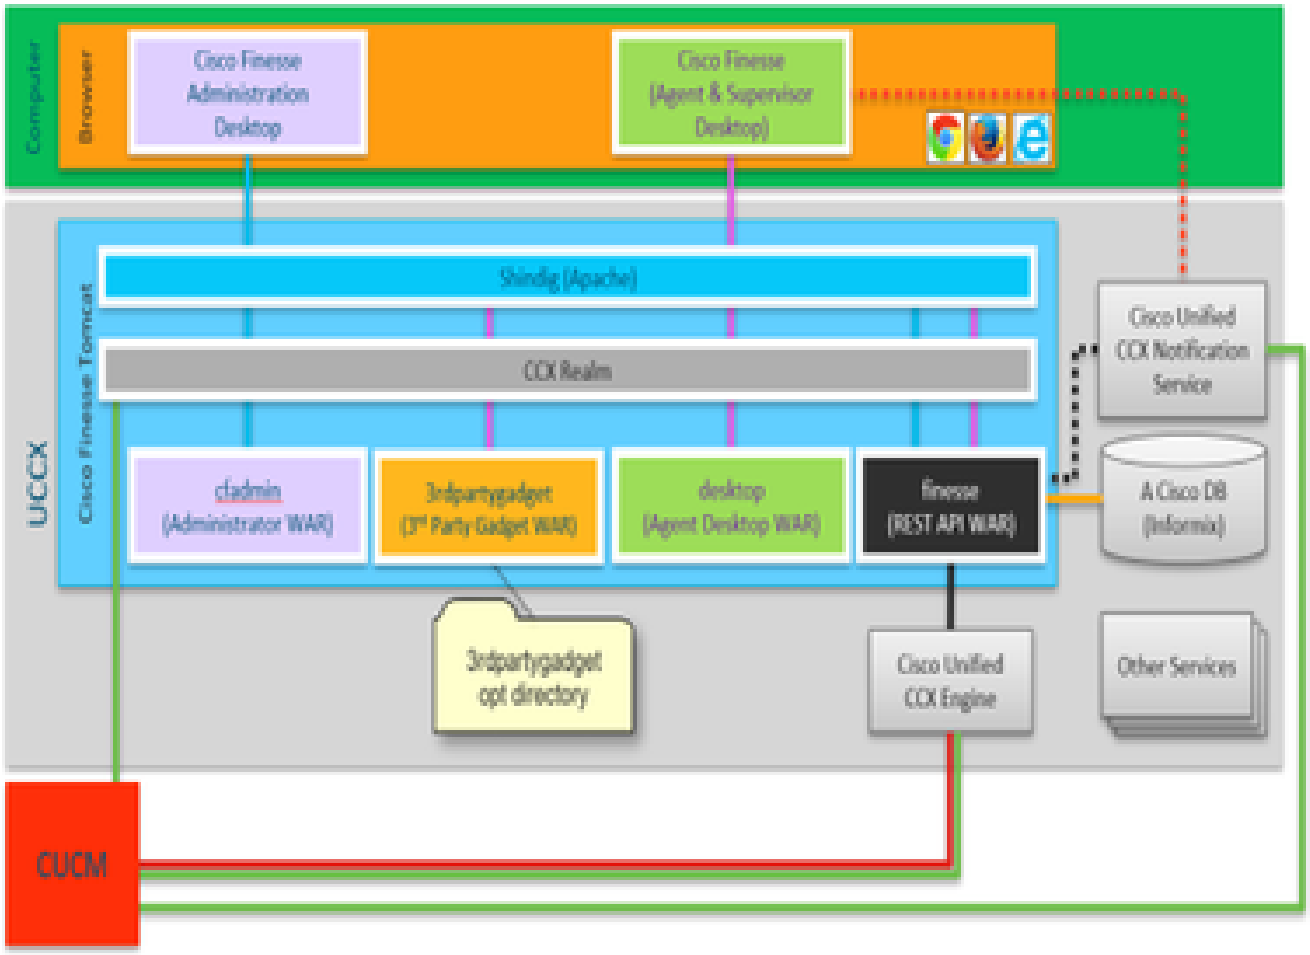 Computer
Browser
Cisco Finesse
Administration
Desktop
Cisco Finesse
(Agent & Supervisor
Desktop)
UCCX
Cisco Finesse Tomcat
Shindig (Apache)
CCX Realm
cfadmin
(Administrator WAR)
3rdpartygadget
(3rd Party Gadget WAR)
desktop
(Agent Desktop WAR)
finesse
(REST API WAR)
Cisco Unified
CCX Notification
Service
A Cisco DB
(Informix)
3rdpartygadget
opt directory
Cisco Unified
CCX Engine
Other Services
CUCM